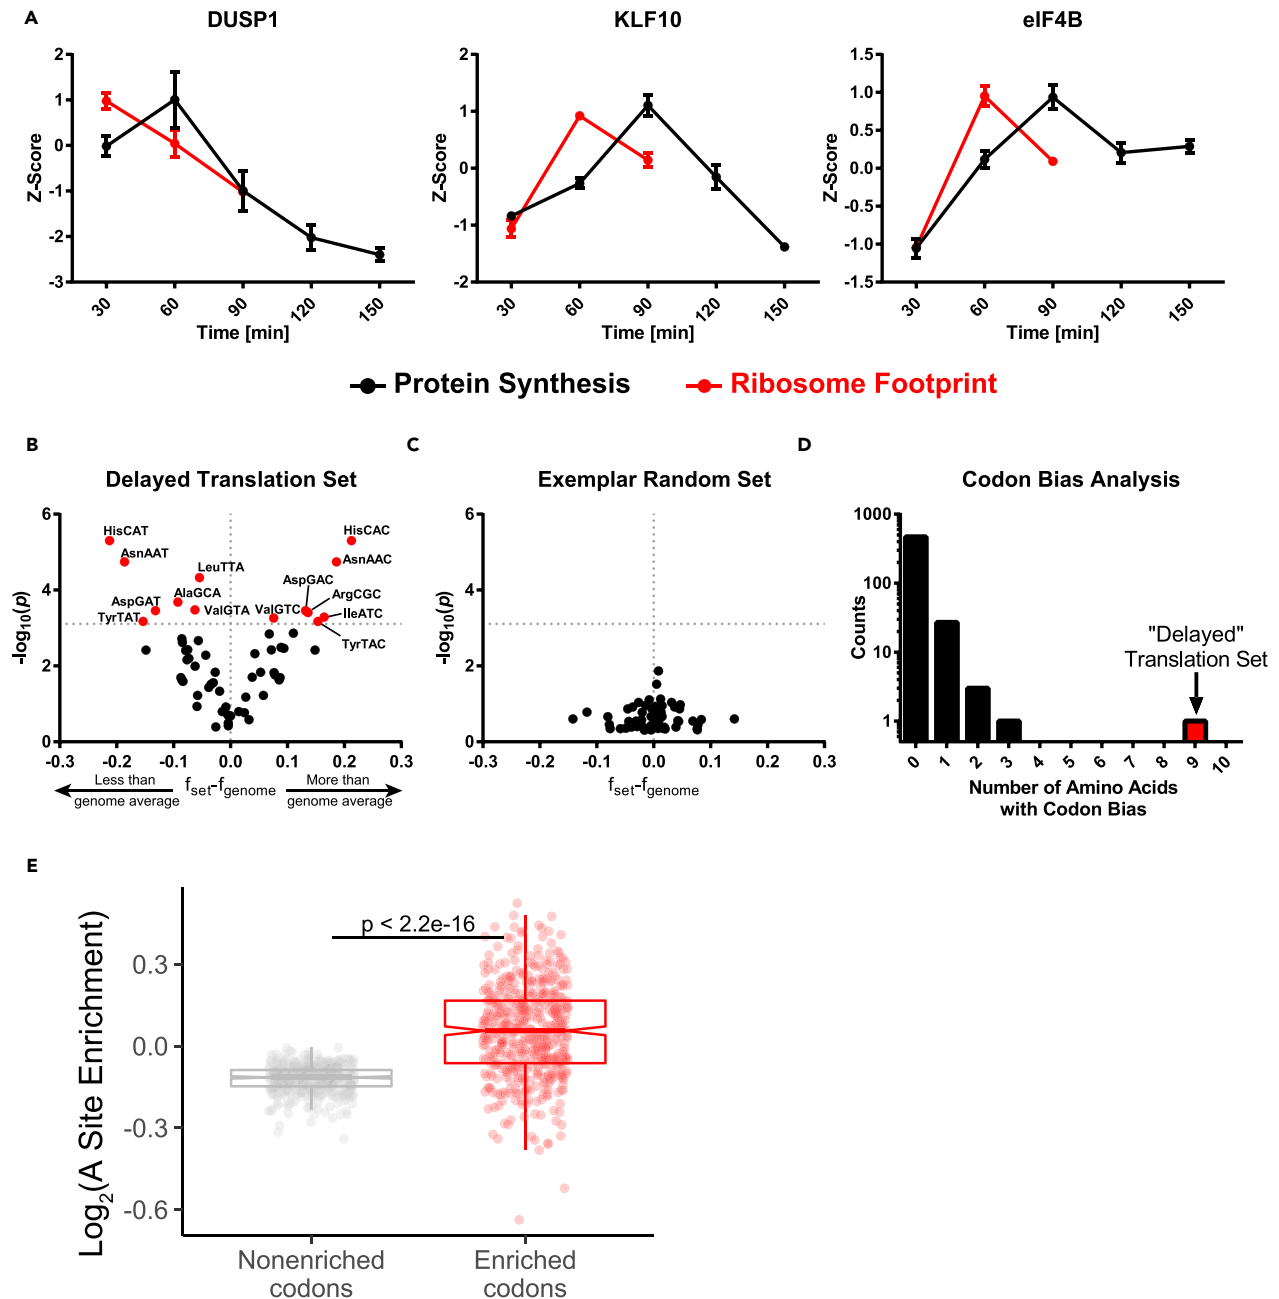 A
DUSP1
KLF10
eIF4B
2
1
0
-1
-2
-3
Z-Score
30
60
90
120
150
Time [min]
2
1
0
-1
-2
Z-Score
30
60
90
120
150
Time [min]
1.5
1.0
0.5
0.0
-0.5
-1.0
-1.5
Z-Score
30
60
90
120
150
Time [min]
Protein Synthesis
Ribosome Footprint
B
Delayed Translation Set
6
4
2
0
-log10(p)
HisCAT
AsnAAT
LeuTTA
AlaGCA
AspGAT
ValGTA
TyrTAT
HisCAC
AsnAAC
AspGAC
ArgCGC
ValGTC
IleATC
TyrTAC
-0.3
-0.2
-0.1
0.0
0.1
0.2
0.3
Less than
genome average
fset-fgenome
More than
genome average
C
Exemplar Random Set
6
4
2
0
-log10(p)
-0.3
-0.2
-0.1
0.0
0.1
0.2
0.3
fset-fgenome
D
Codon Bias Analysis
1000
100
10
1
Counts
"Delayed"
Translation Set
0
1
2
3
4
5
6
7
8
9
10
Number of Amino Acids
with Codon Bias
E
Log2(A Site Enrichment)
0.3
0.0
-0.3
-0.6
p < 2.2e-16
Nonenriched
codons
Enriched
codons